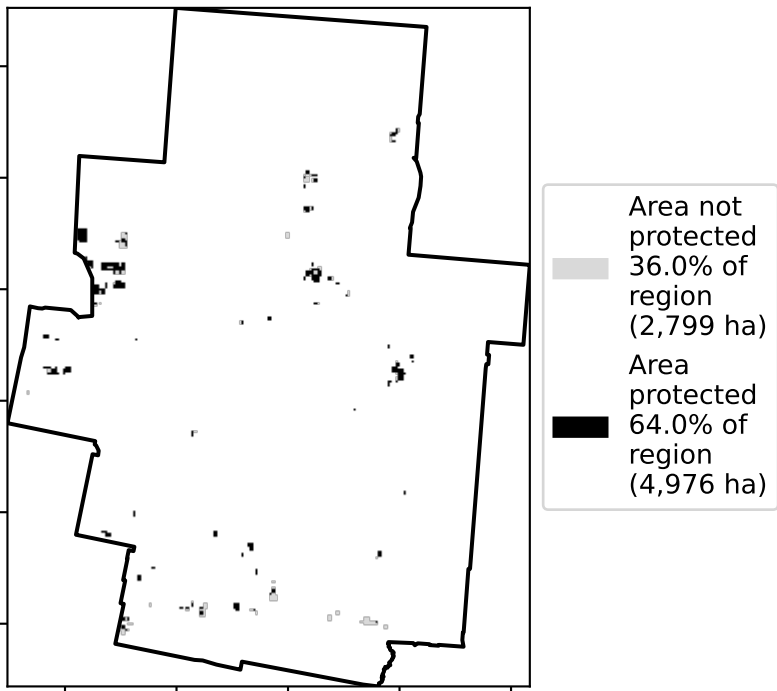 Area not
protected
36.0% of
region
(2,799 ha)
Area
protected
64.0% of
region
(4,976 ha)